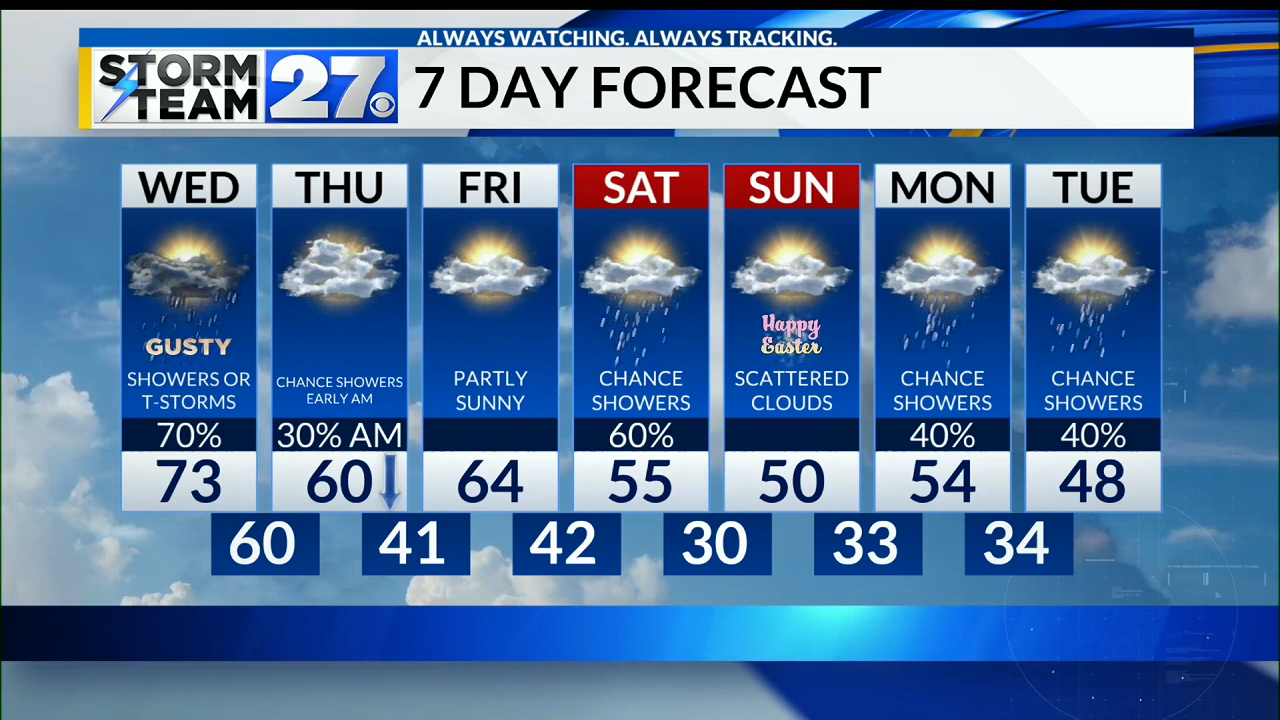 ALWAYS WATCHING. ALWAYS TRACKING.
STORM TEAM 27
7 DAY FORECAST
WED THU FRI SAT SUN MON TUE
GUSTY
Happy
Easter
SHOWERS OR
T-STORMS
CHANCE SHOWERS
EARLY AM
PARTLY
SUNNY
CHANCE
SHOWERS
SCATTERED
CLOUDS
CHANCE
SHOWERS
CHANCE
SHOWERS
70% 30% AM 60% 40% 40%
73 60 64 55 50 54 48
60 41 42 30 33 34